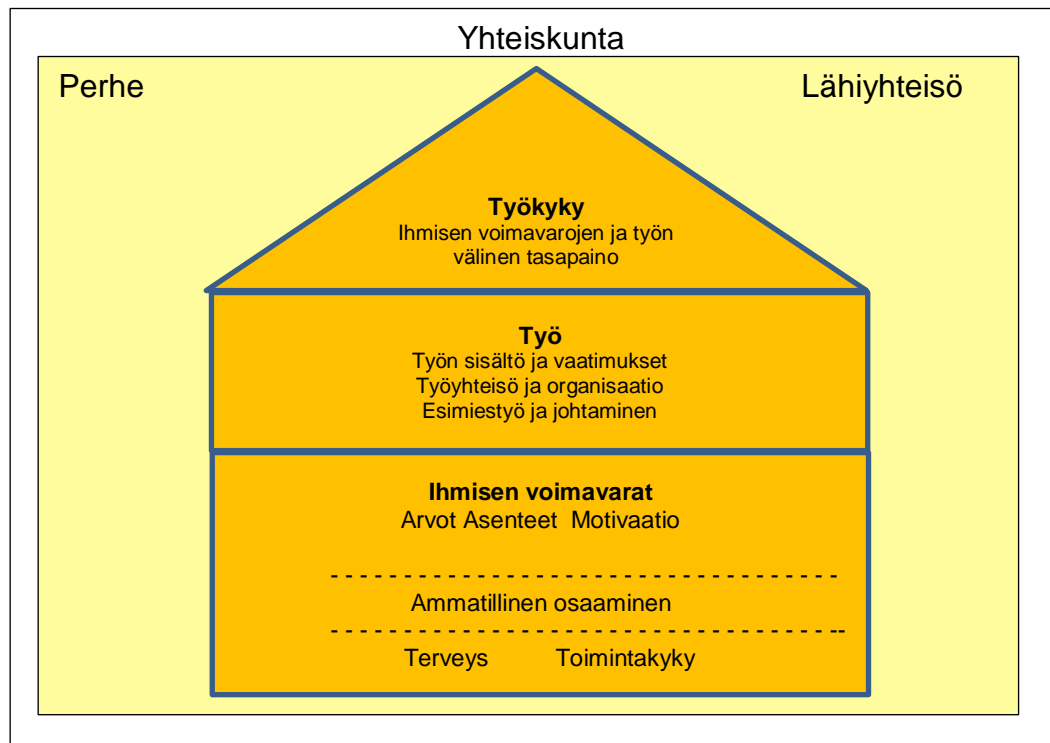 Yhteiskunta
Perhe
Lähiyhteisö
Työkyky
Ihmisen voimavarojen ja työn
välinen tasapaino
Työ
Työn sisältö ja vaatimukset
Työyhteisö ja organisaatio
Esimiestyö ja johtaminen
Ihmisen voimavarat
Arvot Asenteet Motivaatio
Ammatillinen osaaminen
Terveys Toimintakyky